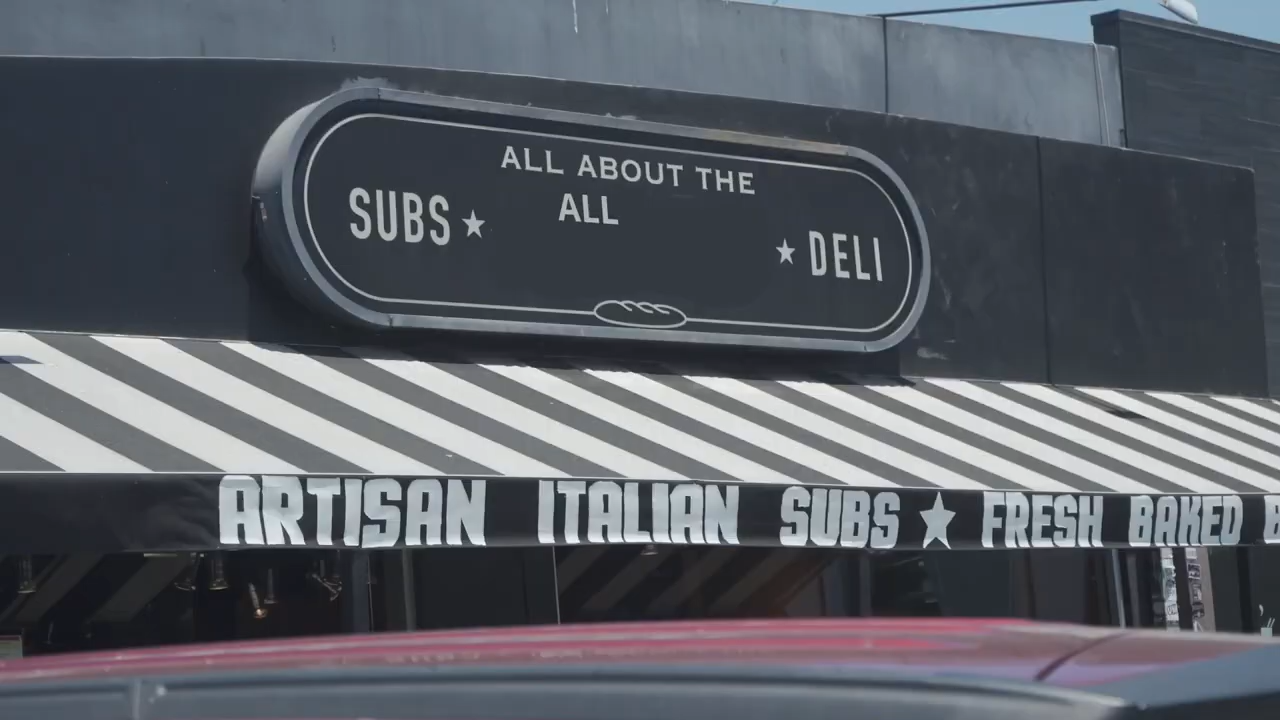 ALL ABOUT THE
ALL
SUBS ★
★ DELI
ARTISAN ITALIAN SUBS ★ FRESH BAKED